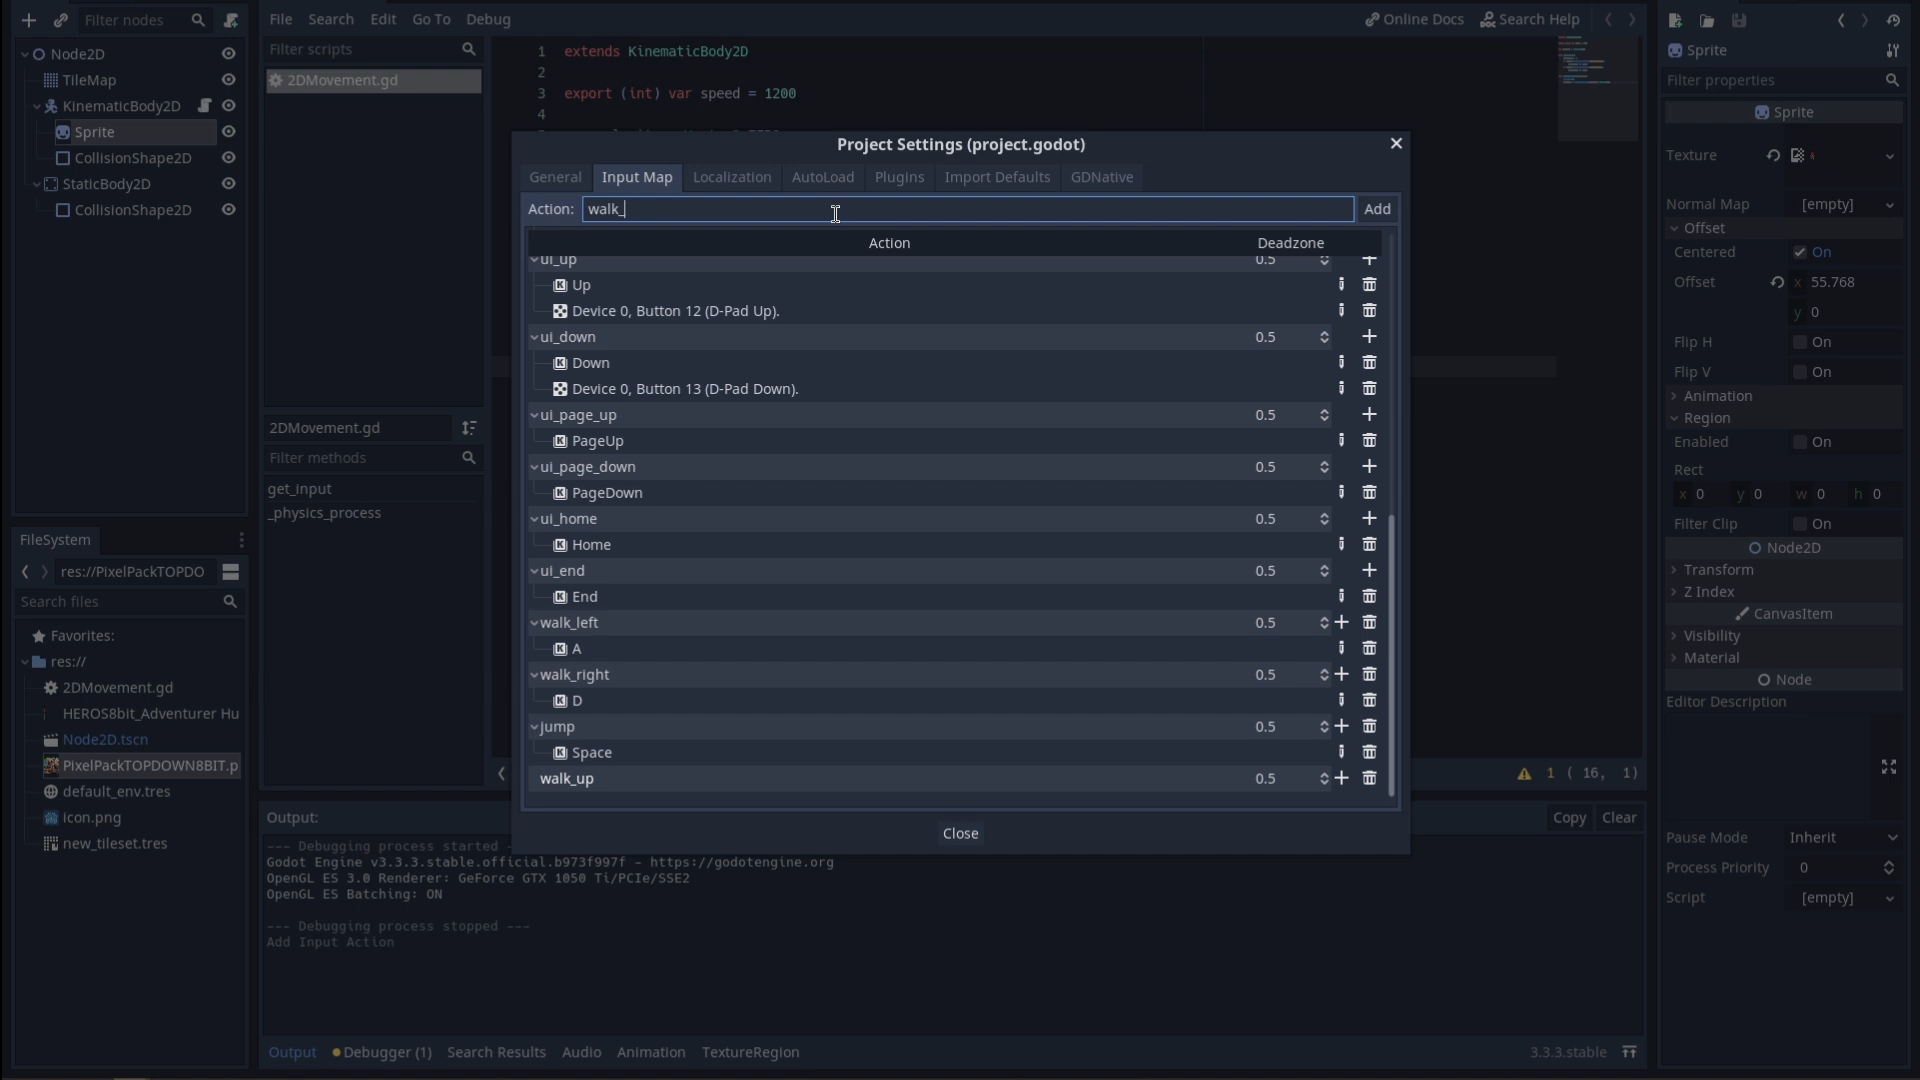 Filter nodes
Node2D
TileMap
KinematicBody2D
Sprite
CollisionShape2D
StaticBody2D
CollisionShape2D
FileSystem
res://PixelPackTOPDO
Search files
Favorites:
res://
2DMovement.gd
HEROS8bit_Adventurer Hu
Node2D.tscn
PixelPackTOPDOWN8BIT.p
default_env.tres
icon.png
new_tileset.tres
File Search Edit Go To Debug
Online Docs Search Help
Filter scripts
2DMovement.gd
2DMovement.gd
Filter methods
get_input
_physics_process
1 extends KinematicBody2D
2
3 export (int) var speed = 1200
4
Project Settings (project.godot)
General Input Map Localization AutoLoad Plugins Import Defaults GDNative
Action: walk_ Add
Action Deadzone
ui_up 0.5
Up
Device 0, Button 12 (D-Pad Up).
ui_down 0.5
Down
Device 0, Button 13 (D-Pad Down).
ui_page_up 0.5
PageUp
ui_page_down 0.5
PageDown
ui_home 0.5
Home
ui_end 0.5
End
walk_left 0.5
A
walk_right 0.5
D
jump 0.5
Space
walk_up 0.5
Close
1 ( 16, 1)
Output: Copy Clear
--- Debugging process started -
Godot Engine v3.3.3.stable.official.b973f997f - https://godotengine.org
OpenGL ES 3.0 Renderer: GeForce GTX 1050 Ti/PCIe/SSE2
OpenGL ES Batching: ON
--- Debugging process stopped ---
Add Input Action
Output Debugger (1) Search Results Audio Animation TextureRegion 3.3.3.stable
Sprite
Filter properties
Sprite
Texture
Normal Map [empty]
Offset
Centered On
Offset x 55.768
y 0
Flip H On
Flip V On
Animation
Region
Enabled On
Rect
x 0 y 0 w 0 h 0
Filter Clip On
Node2D
Transform
Z Index
CanvasItem
Visibility
Material
Node
Editor Description
Pause Mode Inherit
Process Priority 0
Script [empty]